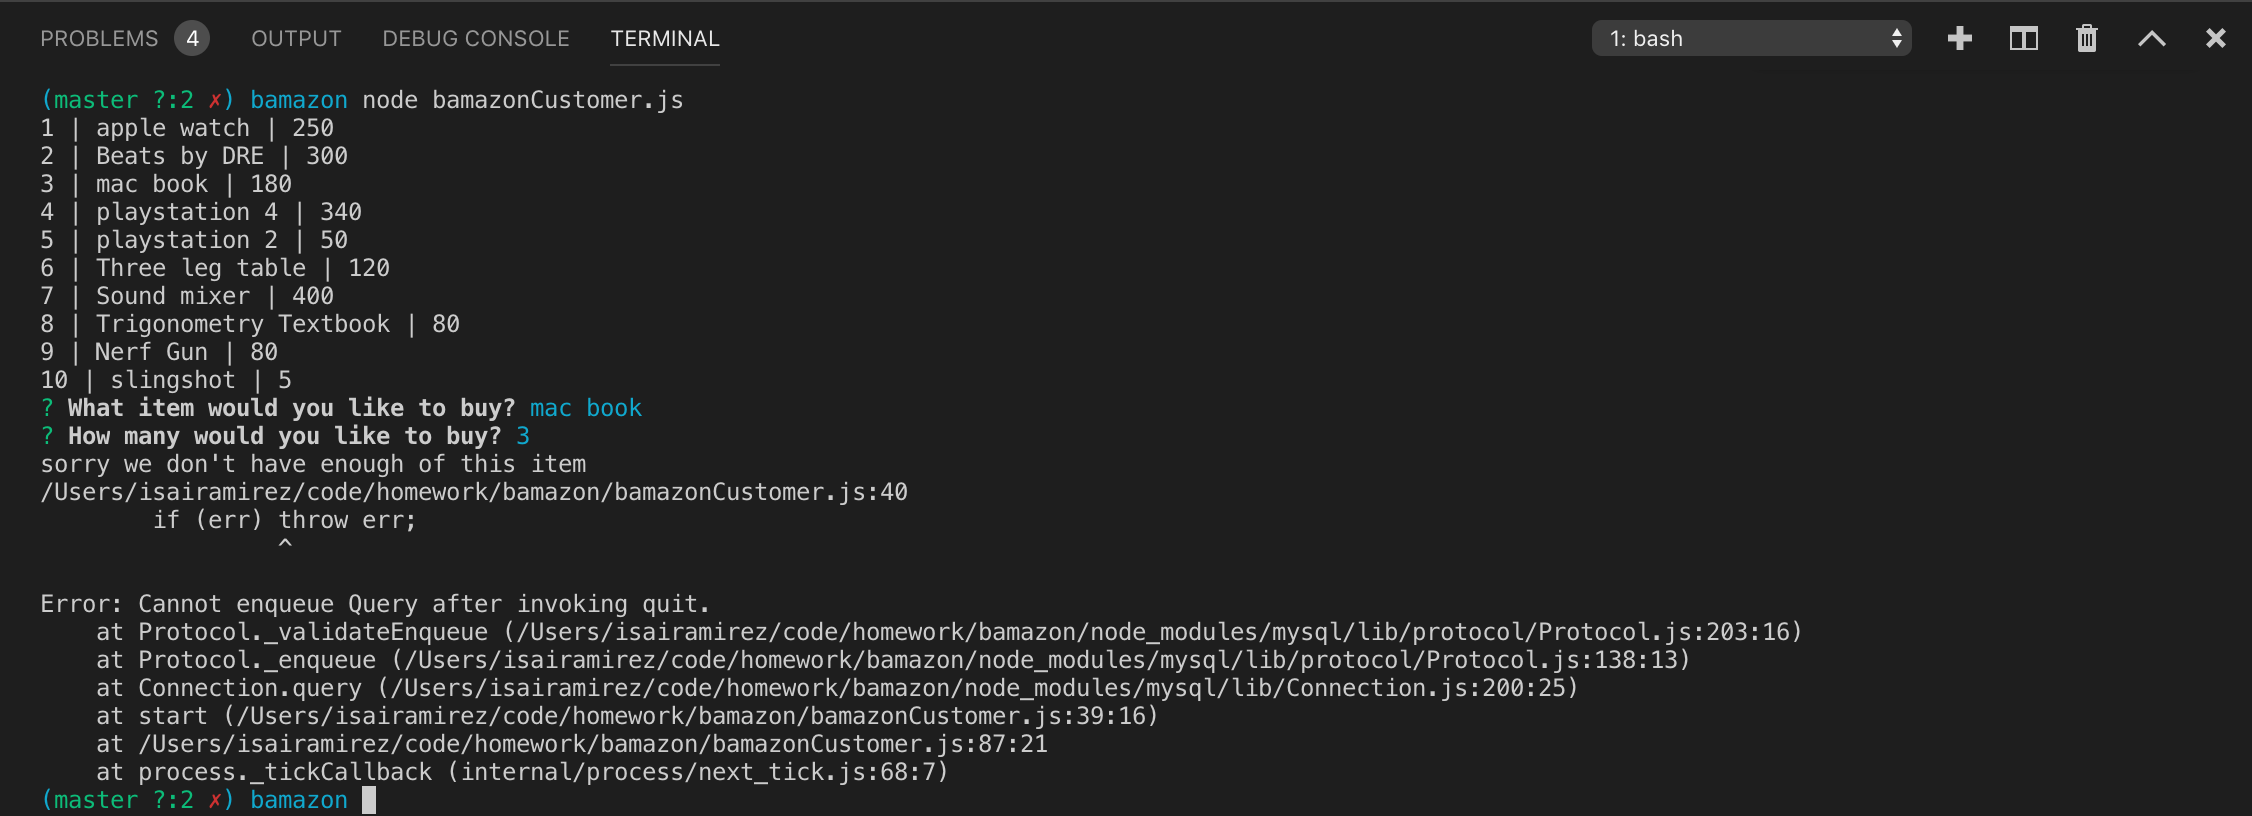 PROBLEMS 4 OUTPUT DEBUG CONSOLE TERMINAL 1: bash
(master ?:2 ✗) bamazon node bamazonCustomer.js
1 | apple watch | 250
2 | Beats by DRE | 300
3 | mac book | 180
4 | playstation 4 | 340
5 | playstation 2 | 50
6 | Three leg table | 120
7 | Sound mixer | 400
8 | Trigonometry Textbook | 80
9 | Nerf Gun | 80
10 | slingshot | 5
? What item would you like to buy? mac book
? How many would you like to buy? 3
sorry we don't have enough of this item
/Users/isairamirez/code/homework/bamazon/bamazonCustomer.js:40
        if (err) throw err;
                 ^
Error: Cannot enqueue Query after invoking quit.
    at Protocol._validateEnqueue (/Users/isairamirez/code/homework/bamazon/node_modules/mysql/lib/protocol/Protocol.js:203:16)
    at Protocol._enqueue (/Users/isairamirez/code/homework/bamazon/node_modules/mysql/lib/protocol/Protocol.js:138:13)
    at Connection.query (/Users/isairamirez/code/homework/bamazon/node_modules/mysql/lib/Connection.js:200:25)
    at start (/Users/isairamirez/code/homework/bamazon/bamazonCustomer.js:39:16)
    at /Users/isairamirez/code/homework/bamazon/bamazonCustomer.js:87:21
    at process._tickCallback (internal/process/next_tick.js:68:7)
(master ?:2 ✗) bamazon